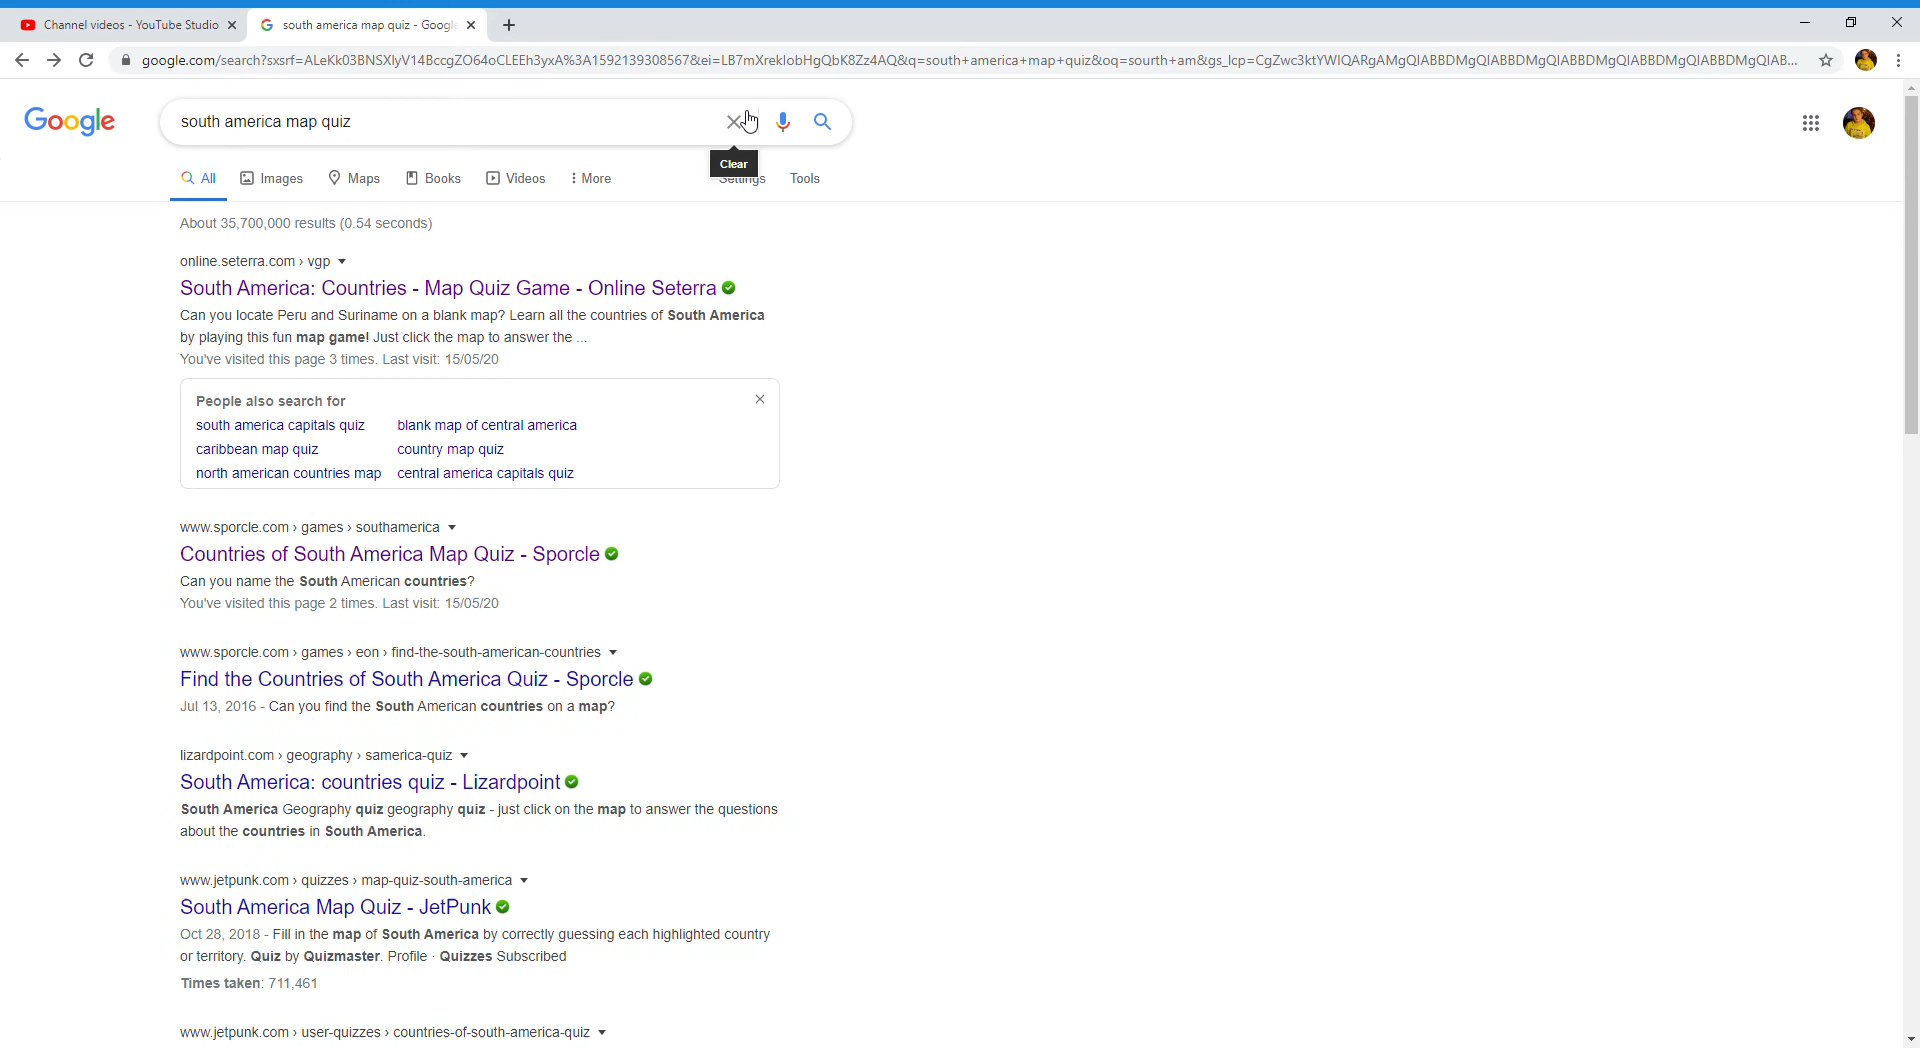 Channel videos - YouTube Studio
south america map quiz - Google
google.com/search?sxsrf=ALeKk03BNSXlyV14BccgZO64oCLEEh3yxA%3A1592139308567&ei=LB7mXreklobHgQbK8Zz4AQ&q=south+america+map+quiz&oq=sourth+am&gs_lcp=CgZwc3ktYWIQARgAMgQIABBDMgQIABBDMgQIABBDMgQIABBDMgQIABBDMgQIAB...
Google
south america map quiz
Clear
All Images Maps Books Videos More Settings Tools
About 35,700,000 results (0.54 seconds)
online.seterra.com › vgp
South America: Countries - Map Quiz Game - Online Seterra
Can you locate Peru and Suriname on a blank map? Learn all the countries of South America
by playing this fun map game! Just click the map to answer the ...
You've visited this page 3 times. Last visit: 15/05/20
People also search for
south america capitals quiz blank map of central america
caribbean map quiz country map quiz
north american countries map central america capitals quiz
www.sporcle.com › games › southamerica
Countries of South America Map Quiz - Sporcle
Can you name the South American countries?
You've visited this page 2 times. Last visit: 15/05/20
www.sporcle.com › games › eon › find-the-south-american-countries
Find the Countries of South America Quiz - Sporcle
Jul 13, 2016 - Can you find the South American countries on a map?
lizardpoint.com › geography › samerica-quiz
South America: countries quiz - Lizardpoint
South America Geography quiz geography quiz - just click on the map to answer the questions
about the countries in South America.
www.jetpunk.com › quizzes › map-quiz-south-america
South America Map Quiz - JetPunk
Oct 28, 2018 - Fill in the map of South America by correctly guessing each highlighted country
or territory. Quiz by Quizmaster. Profile · Quizzes Subscribed
Times taken: 711,461
www.jetpunk.com › user-quizzes › countries-of-south-america-quiz